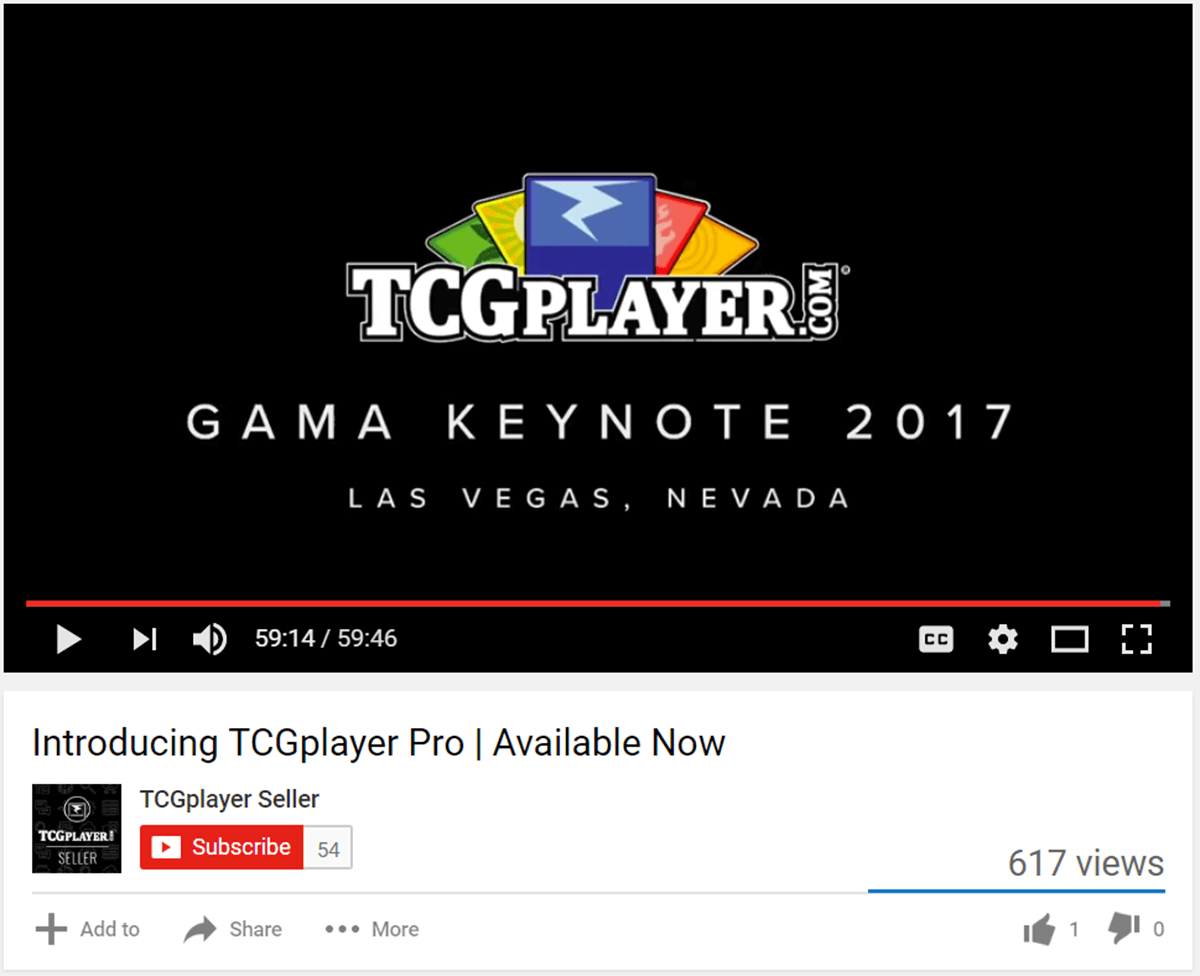 TCGPLAYER.COM®
GAMA KEYNOTE 2017
LAS VEGAS, NEVADA
59:14 / 59:46
CC
Introducing TCGplayer Pro | Available Now
TCGplayer Seller
TCGPLAYER.COM
SELLER
Subscribe 54
617 views
Add to Share More 1 0